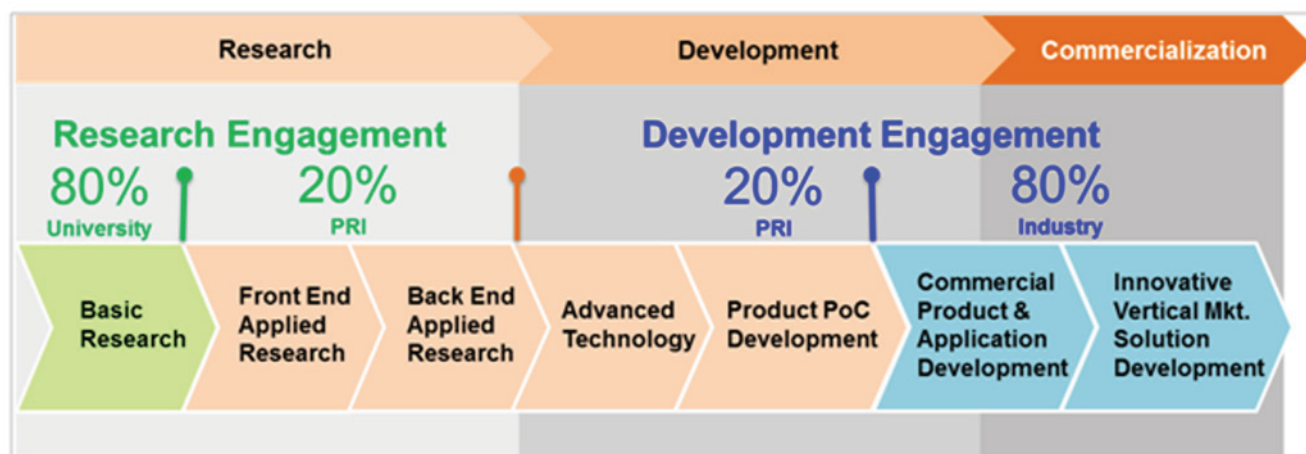 Research
Development
Commercialization
Research Engagement
Development Engagement
80%
20%
20%
80%
University
PRI
PRI
Industry
Basic
Research
Front End
Applied
Research
Back End
Applied
Research
Advanced
Technology
Product PoC
Development
Commercial
Product &
Application
Development
Innovative
Vertical Mkt.
Solution
Development